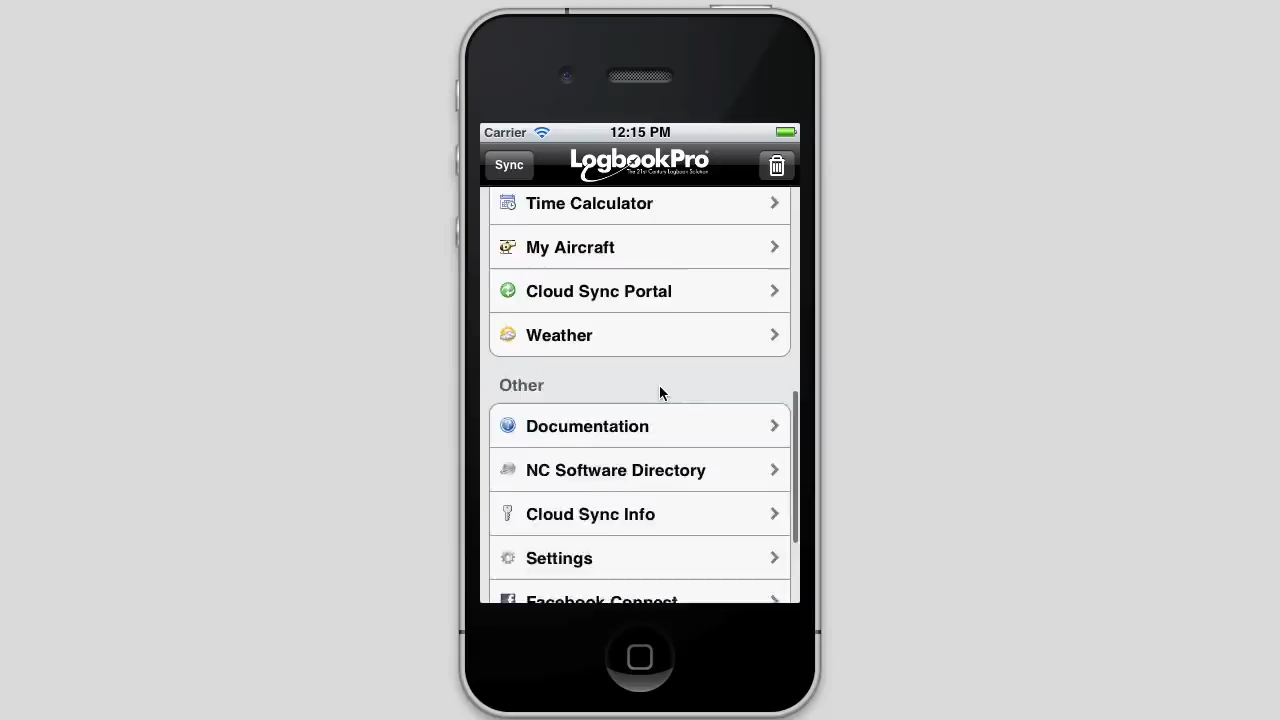 Carrier 12:15 PM
Sync LogbookPro
The 21st Century Logbook Solution
Time Calculator
My Aircraft
Cloud Sync Portal
Weather
Other
Documentation
NC Software Directory
Cloud Sync Info
Settings
Facebook Connect